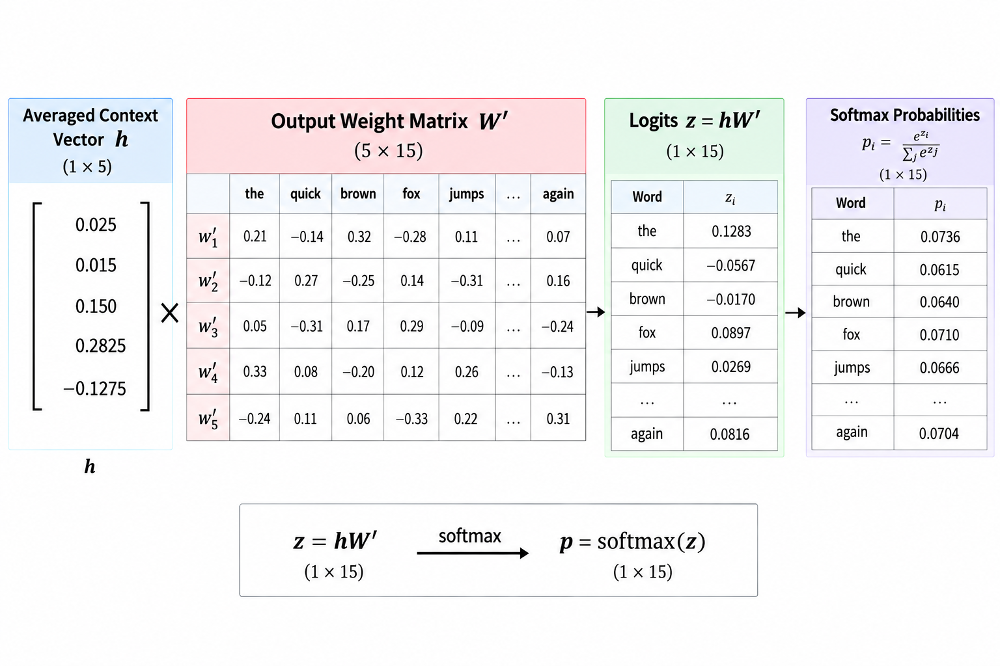 Averaged Context
Vector h
(1 × 5)
0.025
0.015
0.150
0.2825
−0.1275
h
×
Output Weight Matrix W′
(5 × 15)
the quick brown fox jumps … again
w′₁ 0.21 −0.14 0.32 −0.28 0.11 … 0.07
w′₂ −0.12 0.27 −0.25 0.14 −0.31 … 0.16
w′₃ 0.05 −0.31 0.17 0.29 −0.09 … −0.24
w′₄ 0.33 0.08 −0.20 0.12 0.26 … −0.13
w′₅ −0.24 0.11 0.06 −0.33 0.22 … 0.31
Logits z = hW′
(1 × 15)
Word zᵢ
the 0.1283
quick −0.0567
brown −0.0170
fox 0.0897
jumps 0.0269
… …
again 0.0816
Softmax Probabilities
pᵢ = e^{zᵢ} / ∑ⱼ e^{zⱼ}
(1 × 15)
Word pᵢ
the 0.0736
quick 0.0615
brown 0.0640
fox 0.0710
jumps 0.0666
… …
again 0.0704
z = hW′ softmax p = softmax(z)
(1 × 15) (1 × 15)